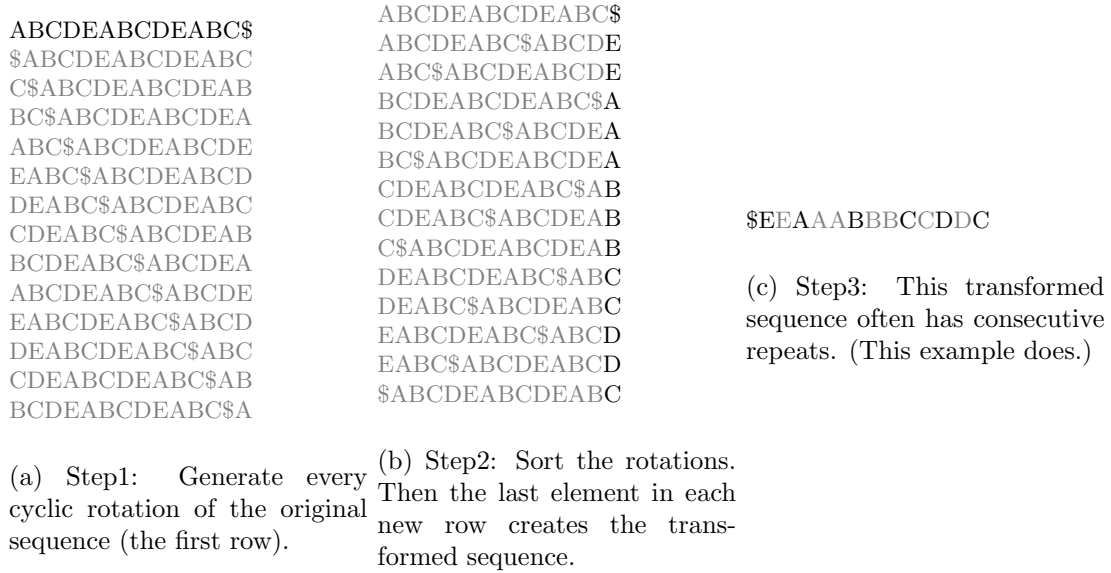 ABCDEABCDEABC$
$ABCDEABCDEABC
C$ABCDEABCDEAB
BC$ABCDEABCDEA
ABC$ABCDEABCDE
EABC$ABCDEABCD
DEABC$ABCDEABC
CDEABC$ABCDEAB
BCDEABC$ABCDEA
ABCDEABC$ABCDE
EABCDEABC$ABCD
DEABCDEABC$ABC
CDEABCDEABC$AB
BCDEABCDEABC$A
(a) Step1: Generate every
cyclic rotation of the original
sequence (the first row).
ABCDEABCDEABC$
ABCDEABC$ABCDE
ABC$ABCDEABCDE
BCDEABCDEABC$A
BCDEABC$ABCDEA
BC$ABCDEABCDEA
CDEABCDEABC$AB
CDEABC$ABCDEAB
C$ABCDEABCDEAB
DEABCDEABC$ABC
DEABC$ABCDEABC
EABCDEABC$ABCD
EABC$ABCDEABCD
$ABCDEABCDEABC
(b) Step2: Sort the rotations.
Then the last element in each
new row creates the trans-
formed sequence.
$EEAAABBBCCDDC
(c) Step3: This transformed
sequence often has consecutive
repeats. (This example does.)